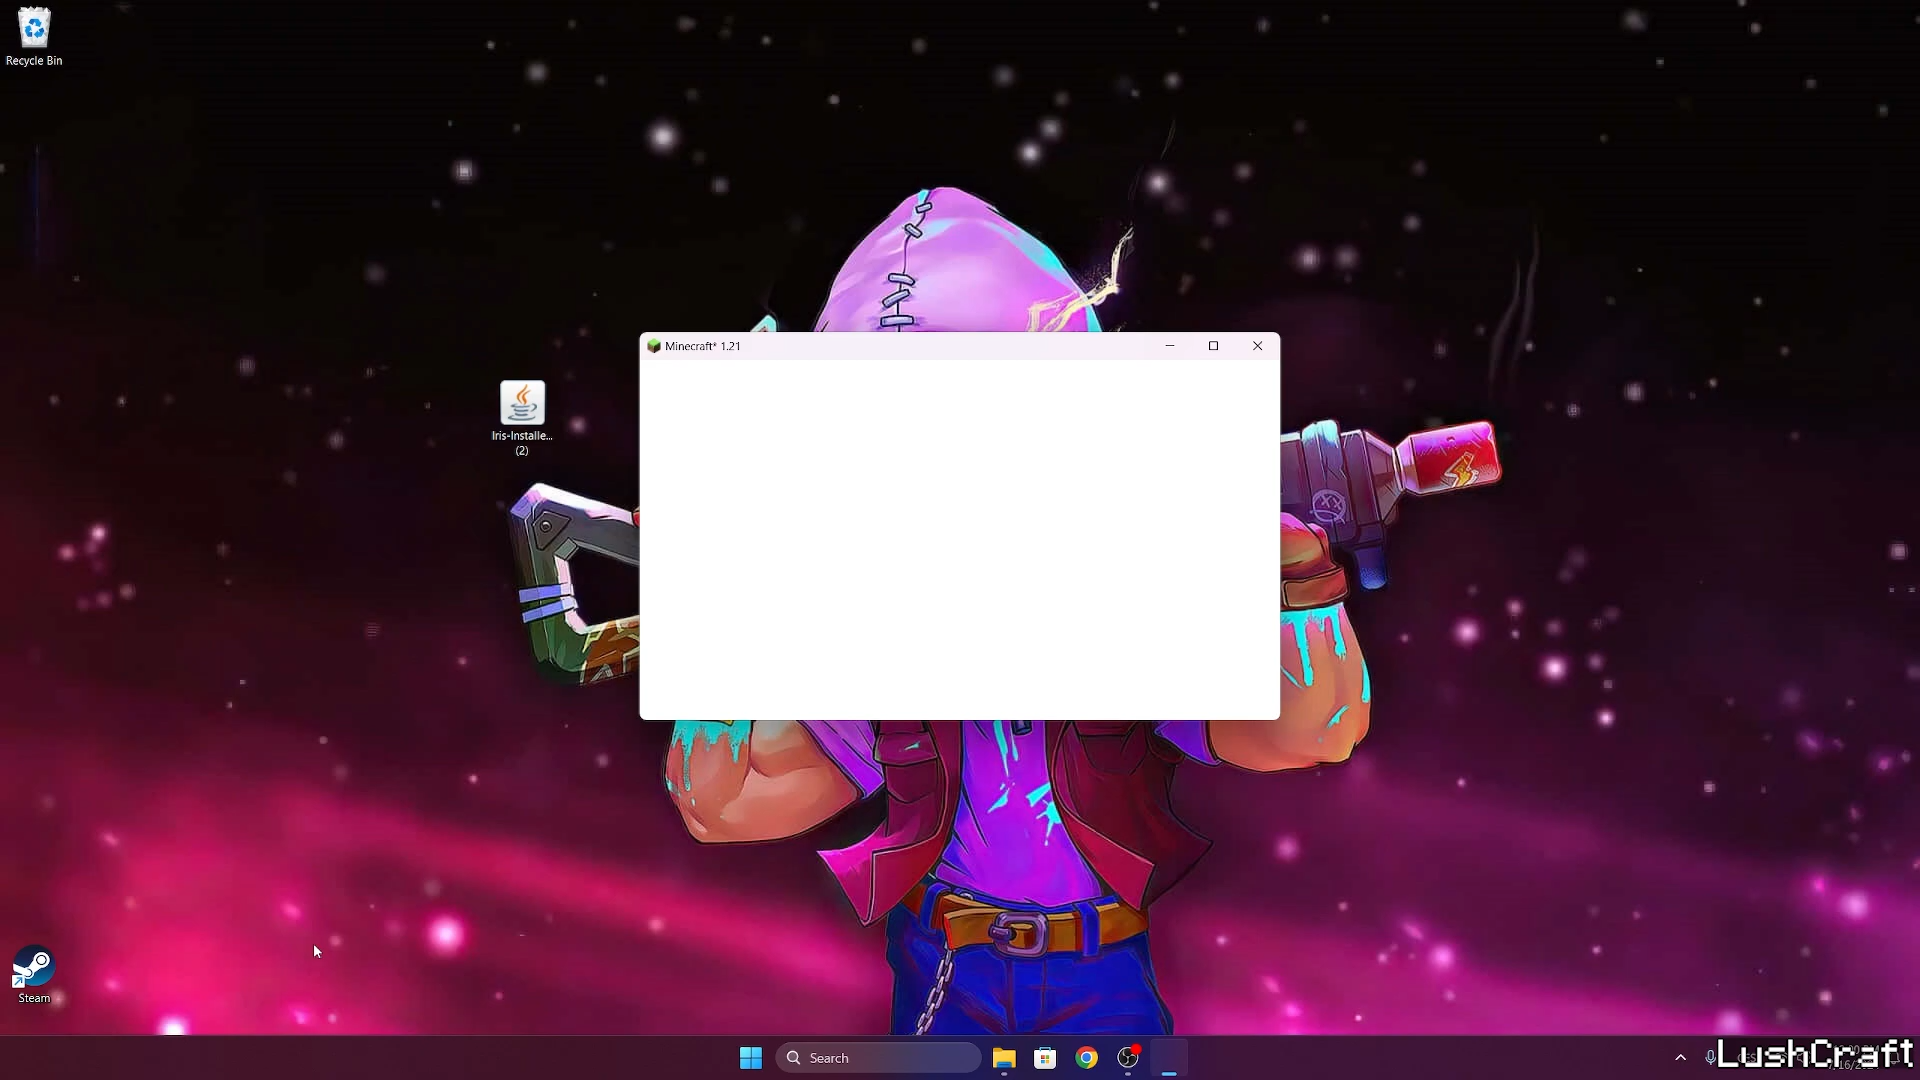 Recycle Bin
Minecraft* 1.21
Iris-Installe...
(2)
Steam
Search
LushCraft